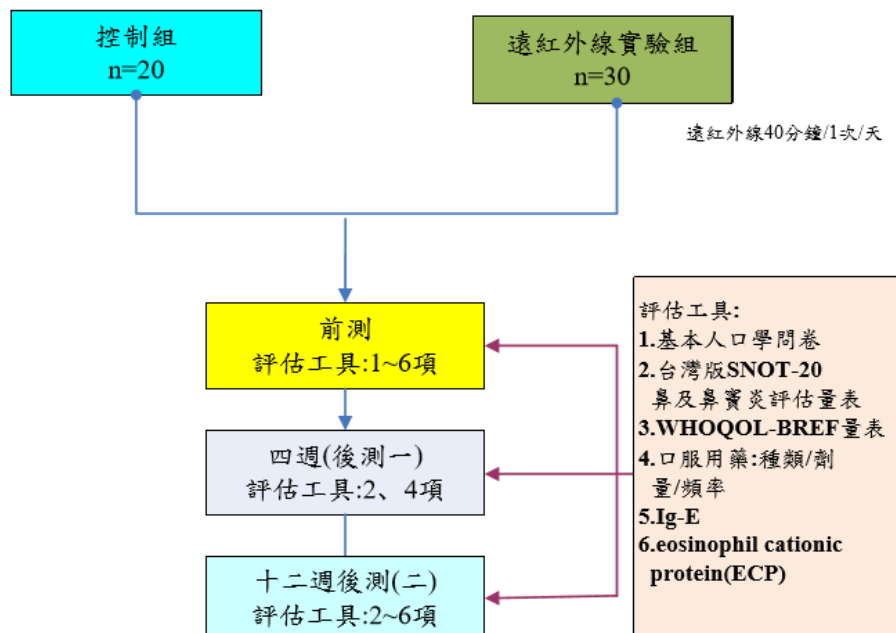 控制組
n=20
遠紅外線實驗組
n=30
遠紅外線40分鐘/1次/天
前測
評估工具:1~6項
四週(後測一)
評估工具:2、4項
十二週後測(二)
評估工具:2~6項
評估工具:
1.基本人口學問卷
2.台灣版SNOT-20
鼻及鼻竇炎評估量表
3.WHOQOL-BREF量表
4.口服用藥:種類/劑
量/頻率
5.Ig-E
6.eosinophil cationic
protein(ECP)